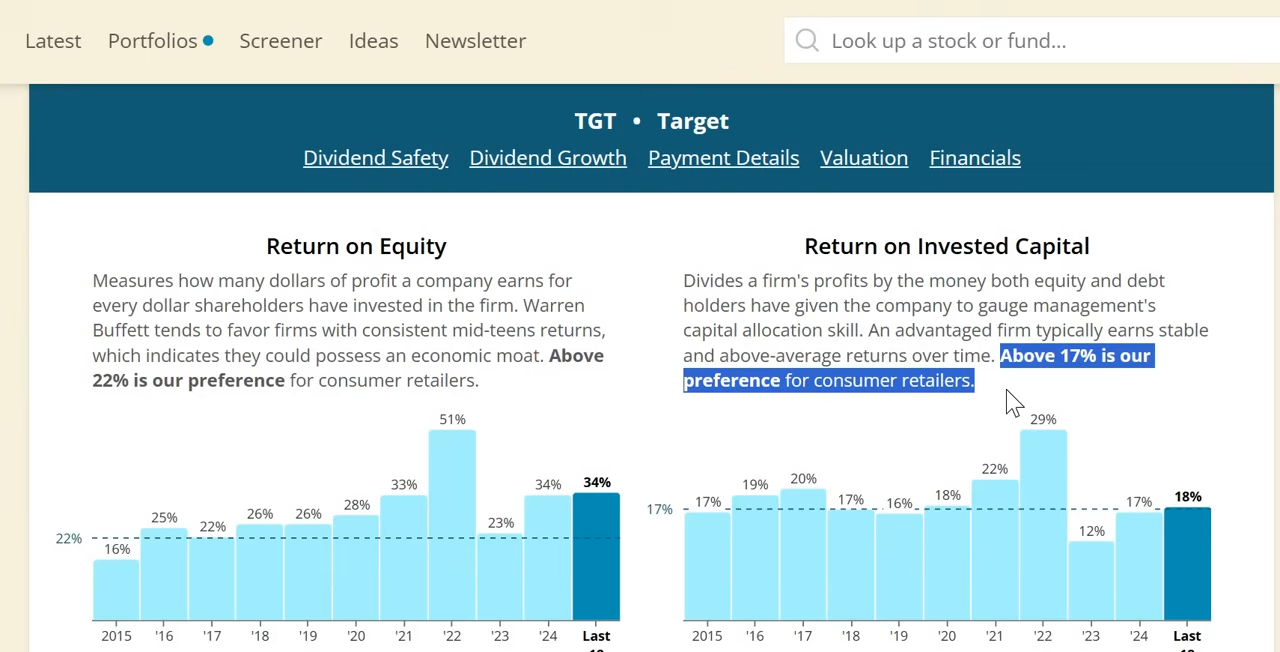 Latest Portfolios Screener Ideas Newsletter
Look up a stock or fund...
TGT • Target
Dividend Safety Dividend Growth Payment Details Valuation Financials
Return on Equity
Measures how many dollars of profit a company earns for
every dollar shareholders have invested in the firm. Warren
Buffett tends to favor firms with consistent mid-teens returns,
which indicates they could possess an economic moat. Above
22% is our preference for consumer retailers.
51%
33%
34%
34%
28%
25%
22%
26%
26%
23%
22%
16%
2015 '16 '17 '18 '19 '20 '21 '22 '23 '24 Last
Return on Invested Capital
Divides a firm's profits by the money both equity and debt
holders have given the company to gauge management's
capital allocation skill. An advantaged firm typically earns stable
and above-average returns over time. Above 17% is our
preference for consumer retailers.
29%
22%
20%
19%
17%
17%
17%
16%
18%
12%
17%
18%
2015 '16 '17 '18 '19 '20 '21 '22 '23 '24 Last